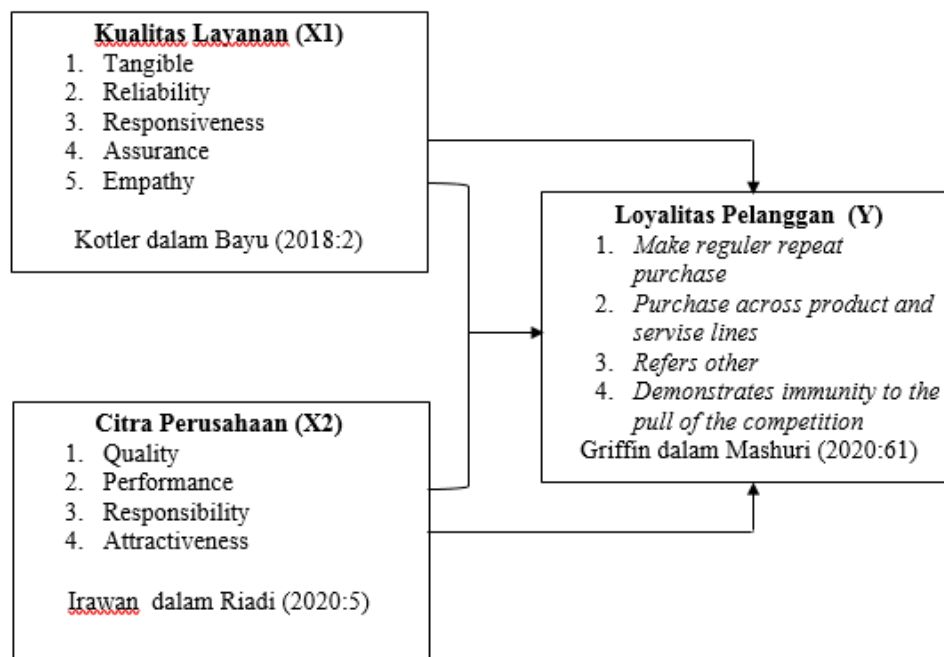 Kualitas Layanan (X1)
1. Tangible
2. Reliability
3. Responsiveness
4. Assurance
5. Empathy
Kotler dalam Bayu (2018:2)
Loyalitas Pelanggan (Y)
1. Make reguler repeat
purchase
2. Purchase across product and
servise lines
3. Refers other
4. Demonstrates immunity to the
pull of the competition
Griffin dalam Mashuri (2020:61)
Citra Perusahaan (X2)
1. Quality
2. Performance
3. Responsibility
4. Attractiveness
Irawan dalam Riadi (2020:5)